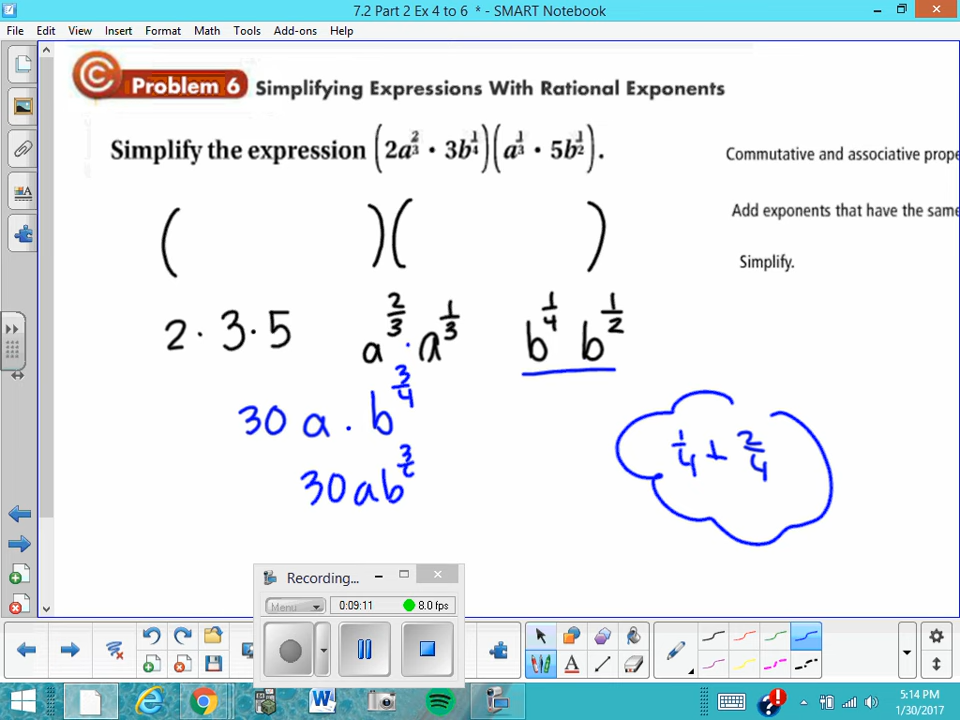 7.2 Part 2 Ex 4 to 6 * - SMART Notebook
File Edit View Insert Format Math Tools Add-ons Help
C Problem 6 Simplifying Expressions With Rational Exponents
Simplify the expression (2a^{2/3} · 3b^{1/4})(a^{1/3} · 5b^{1/2}).
Commutative and associative prope
( )( )
Add exponents that have the same
Simplify.
2 · 3 · 5 a^{2/3} · a^{1/3} b^{1/4} b^{1/2}
30 a · b^{3/4}
1/4 + 2/4
30ab
Recording...
Menu 0:09:11 8.0 fps
A
5:14 PM
1/30/2017